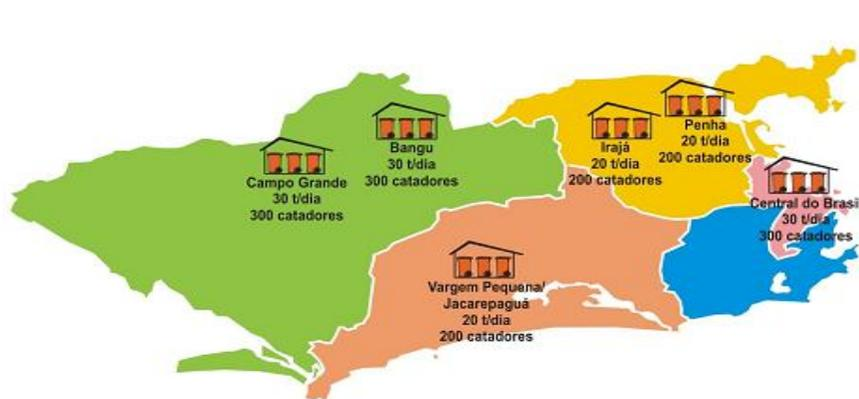 Campo Grande
30 t/dia
300 catadores
Bangu
30 t/dia
300 catadores
Irajá
20 t/dia
200 catadores
Penha
20 t/dia
200 catadores
Central do Brasil
30 t/dia
300 catadores
Vargem Pequena/
Jacarepaguá
20 t/dia
200 catadores